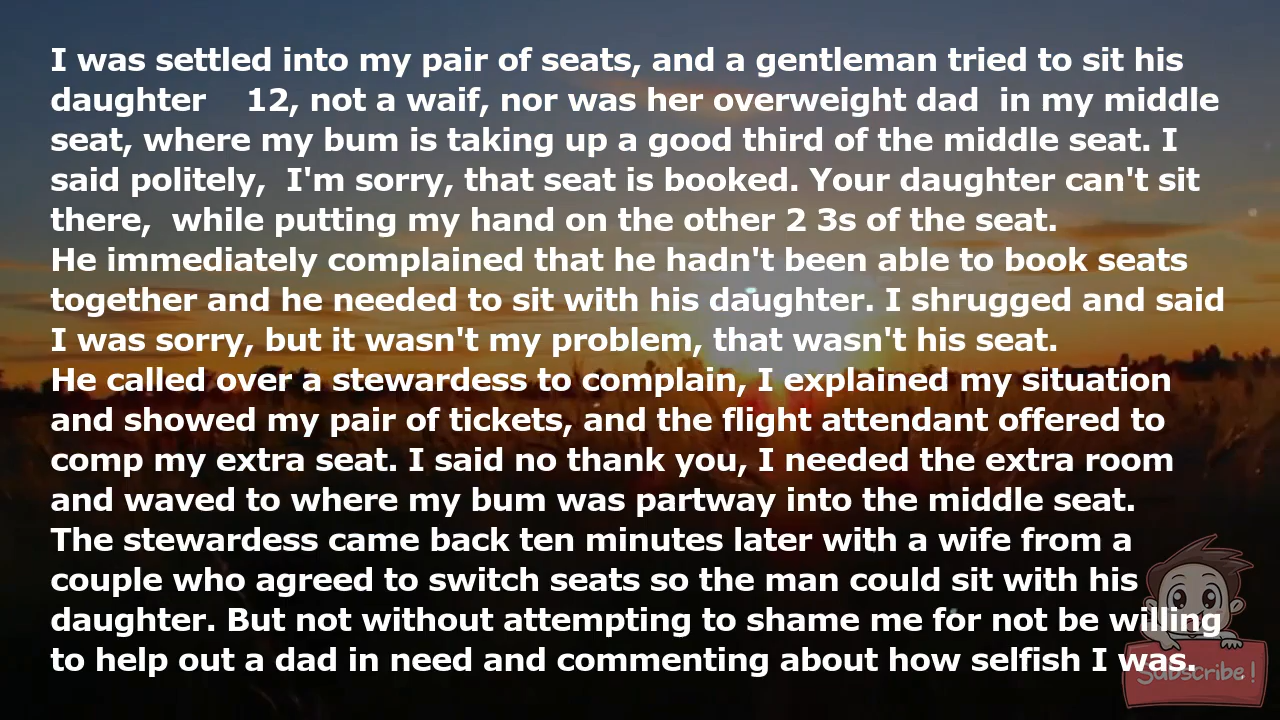 I was settled into my pair of seats, and a gentleman tried to sit his
daughter    12, not a waif, nor was her overweight dad  in my middle
seat, where my bum is taking up a good third of the middle seat. I
said politely,  I'm sorry, that seat is booked. Your daughter can't sit
there,  while putting my hand on the other 2 3s of the seat.
He immediately complained that he hadn't been able to book seats
together and he needed to sit with his daughter. I shrugged and said
I was sorry, but it wasn't my problem, that wasn't his seat.
He called over a stewardess to complain, I explained my situation
and showed my pair of tickets, and the flight attendant offered to
comp my extra seat. I said no thank you, I needed the extra room
and waved to where my bum was partway into the middle seat.
The stewardess came back ten minutes later with a wife from a
couple who agreed to switch seats so the man could sit with his
daughter. But not without attempting to shame me for not be willing
to help out a dad in need and commenting about how selfish I was.
Subscribe!